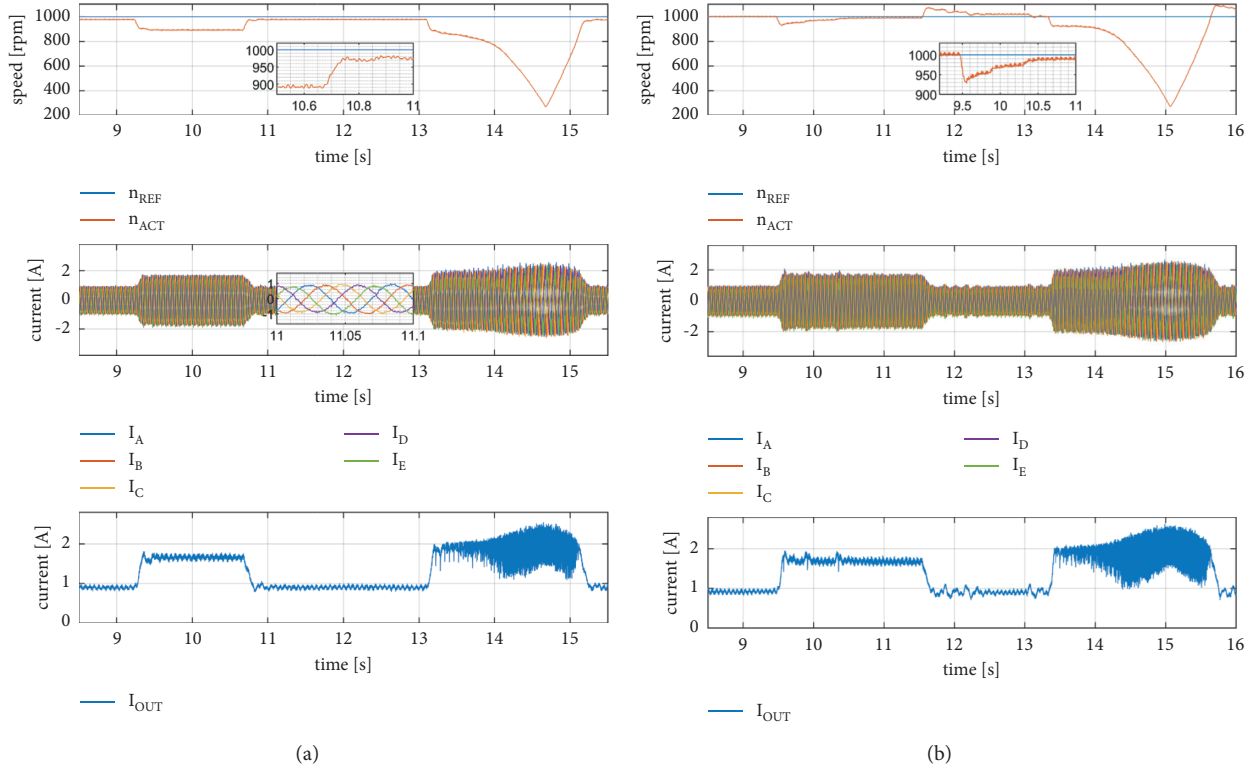 speed [rpm]
1000
800
600
400
200
1000
950
900
10.6 10.8 11
9 10 11 12 13 14 15
time [s]
n_REF
n_ACT
current [A]
2
0
-2
1
0
-1
11 11.05 11.1
9 10 11 12 13 14 15
time [s]
I_A I_D
I_B I_E
I_C
current [A]
2
1
0
9 10 11 12 13 14 15
time [s]
I_OUT
(a)
speed [rpm]
1000
800
600
400
200
1000
950
900
9.5 10 10.5 11
9 10 11 12 13 14 15 16
time [s]
n_REF
n_ACT
current [A]
2
0
-2
9 10 11 12 13 14 15 16
time [s]
I_A I_D
I_B I_E
I_C
current [A]
2
1
0
9 10 11 12 13 14 15 16
time [s]
I_OUT
(b)